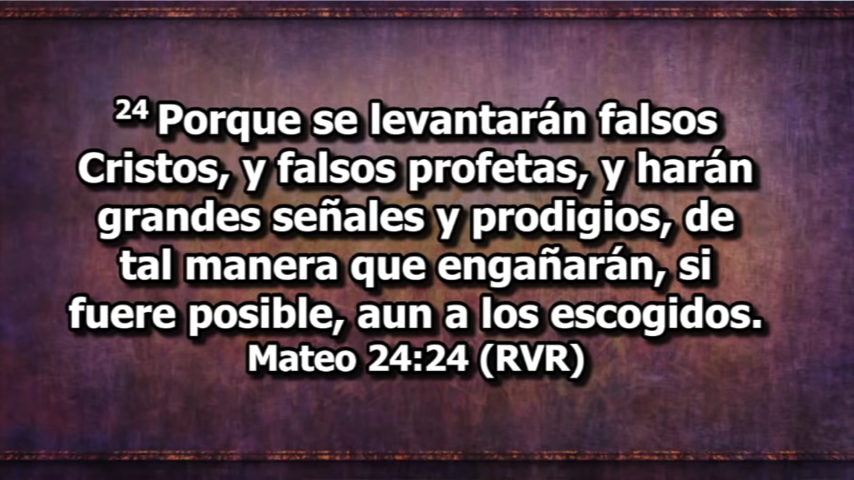 24 Porque se levantarán falsos
Cristos, y falsos profetas, y harán
grandes señales y prodigios, de
tal manera que engañarán, si
fuere posible, aun a los escogidos.
Mateo 24:24 (RVR)